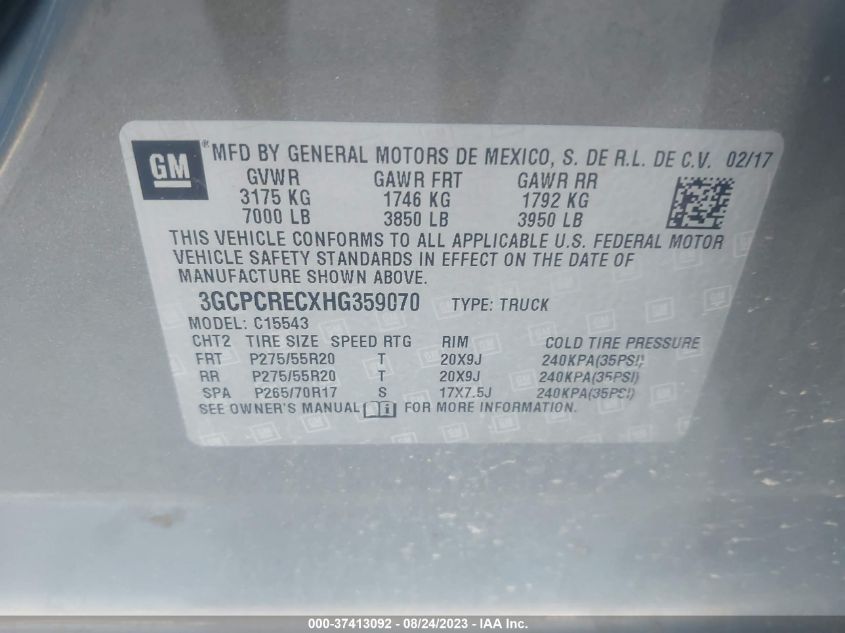 GM® MFD BY GENERAL MOTORS DE MEXICO, S. DE R.L. DE C.V. 02/17
GVWR GAWR FRT GAWR RR
3175 KG 1746 KG 1792 KG
7000 LB 3850 LB 3950 LB
THIS VEHICLE CONFORMS TO ALL APPLICABLE U.S. FEDERAL MOTOR
VEHICLE SAFETY STANDARDS IN EFFECT ON THE DATE OF
MANUFACTURE SHOWN ABOVE.
3GCPCRECXHG359070 TYPE: TRUCK
MODEL: C15543
CHT2 TIRE SIZE SPEED RTG RIM COLD TIRE PRESSURE
FRT P275/55R20 T 20X9J 240KPA(35PSI)
RR P275/55R20 T 20X9J 240KPA(35PSI)
SPA P265/70R17 S 17X7.5J 240KPA(35PSI)
SEE OWNER'S MANUAL FOR MORE INFORMATION.
000-37413092 - 08/24/2023 - IAA Inc.